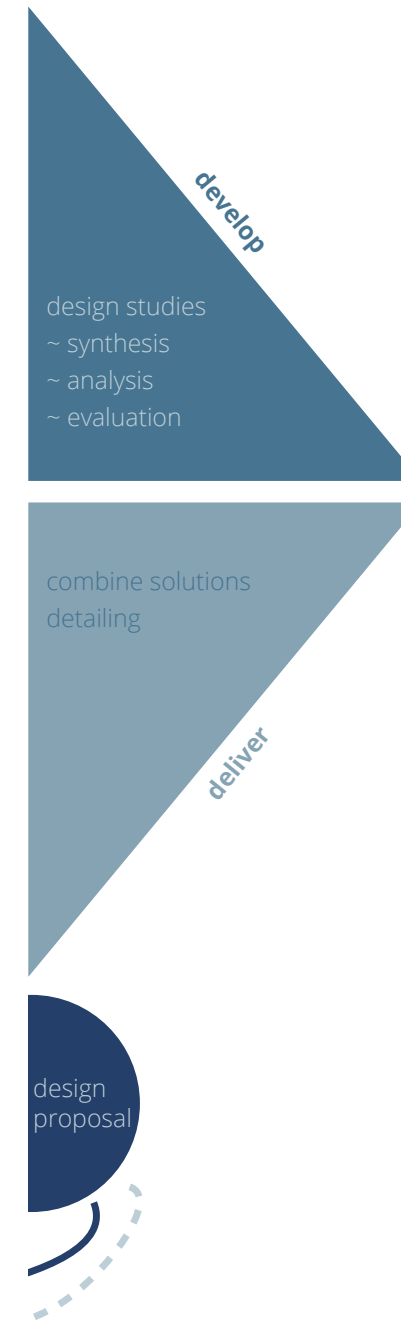 develop
design studies
~ synthesis
~ analysis
~ evaluation
combine solutions
detailing
deliver
design
proposal